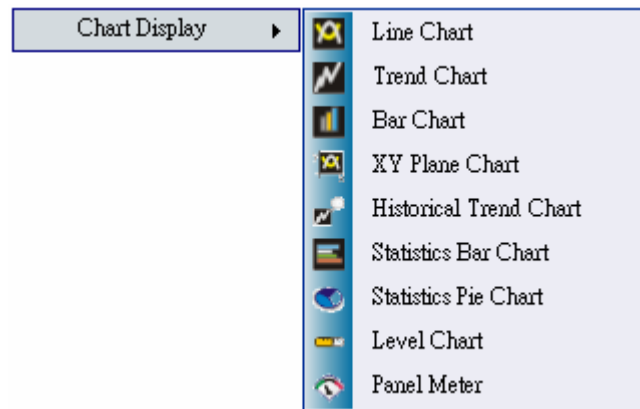 Chart Display
Line Chart
Trend Chart
Bar Chart
XY Plane Chart
Historical Trend Chart
Statistics Bar Chart
Statistics Pie Chart
Level Chart
Panel Meter